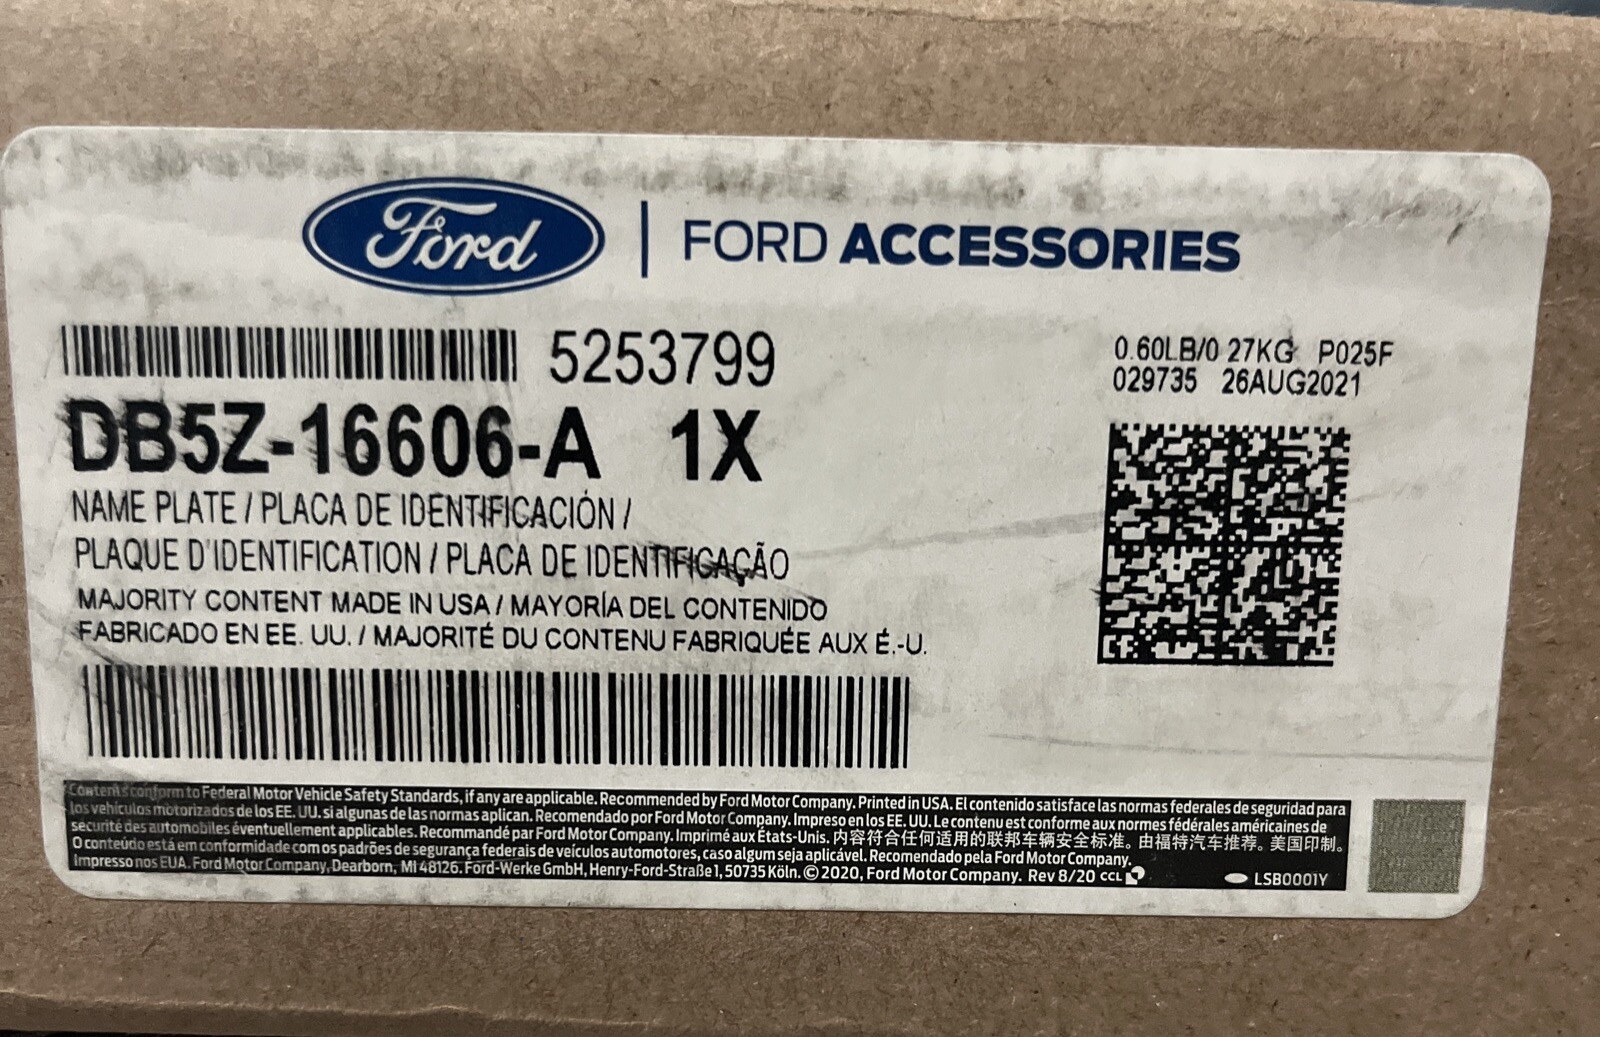 Ford | FORD ACCESSORIES
5253799
DB5Z-16606-A 1X
NAME PLATE / PLACA DE IDENTIFICACIÓN /
PLAQUE D'IDENTIFICATION / PLACA DE IDENTIFICAÇÃO
MAJORITY CONTENT MADE IN USA / MAYORÍA DEL CONTENIDO
FABRICADO EN EE. UU. / MAJORITÉ DU CONTENU FABRIQUÉE AUX É.-U.
0.60LB/0 27KG P025F
029735 26AUG2021
Contents conform to Federal Motor Vehicle Safety Standards, if any are applicable. Recommended by Ford Motor Company. Printed in USA. El contenido satisface las normas federales de seguridad para
los vehículos motorizados de los EE. UU. si algunas de las normas aplican. Recomendado por Ford Motor Company. Impreso en los EE. UU. Le contenu est conforme aux normes fédérales américaines de
securité des automobiles éventuellement applicables. Recommandé par Ford Motor Company. Imprimé aux États-Unis. 内容符合任何适用的联邦车辆安全标准。由福特汽车推荐。美国印制。
O conteúdo está em conformidade com os padrões de segurança federais de veículos automotores, caso algum seja aplicável. Recomendado pela Ford Motor Company.
Impresso nos EUA. Ford Motor Company, Dearborn, MI 48126. Ford-Werke GmbH, Henry-Ford-Straße 1, 50735 Köln. © 2020, Ford Motor Company. Rev 8/20 CCL
LSB0001Y